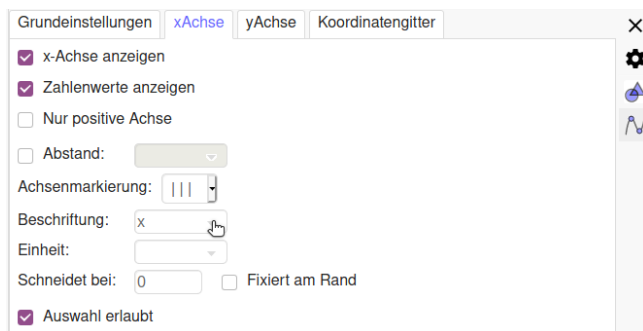 Grundeinstellungen xAchse yAchse Koordinatengitter
x-Achse anzeigen
Zahlenwerte anzeigen
Nur positive Achse
Abstand:
Achsenmarkierung: | | |
Beschriftung: x
Einheit:
Schneidet bei: 0 Fixiert am Rand
Auswahl erlaubt